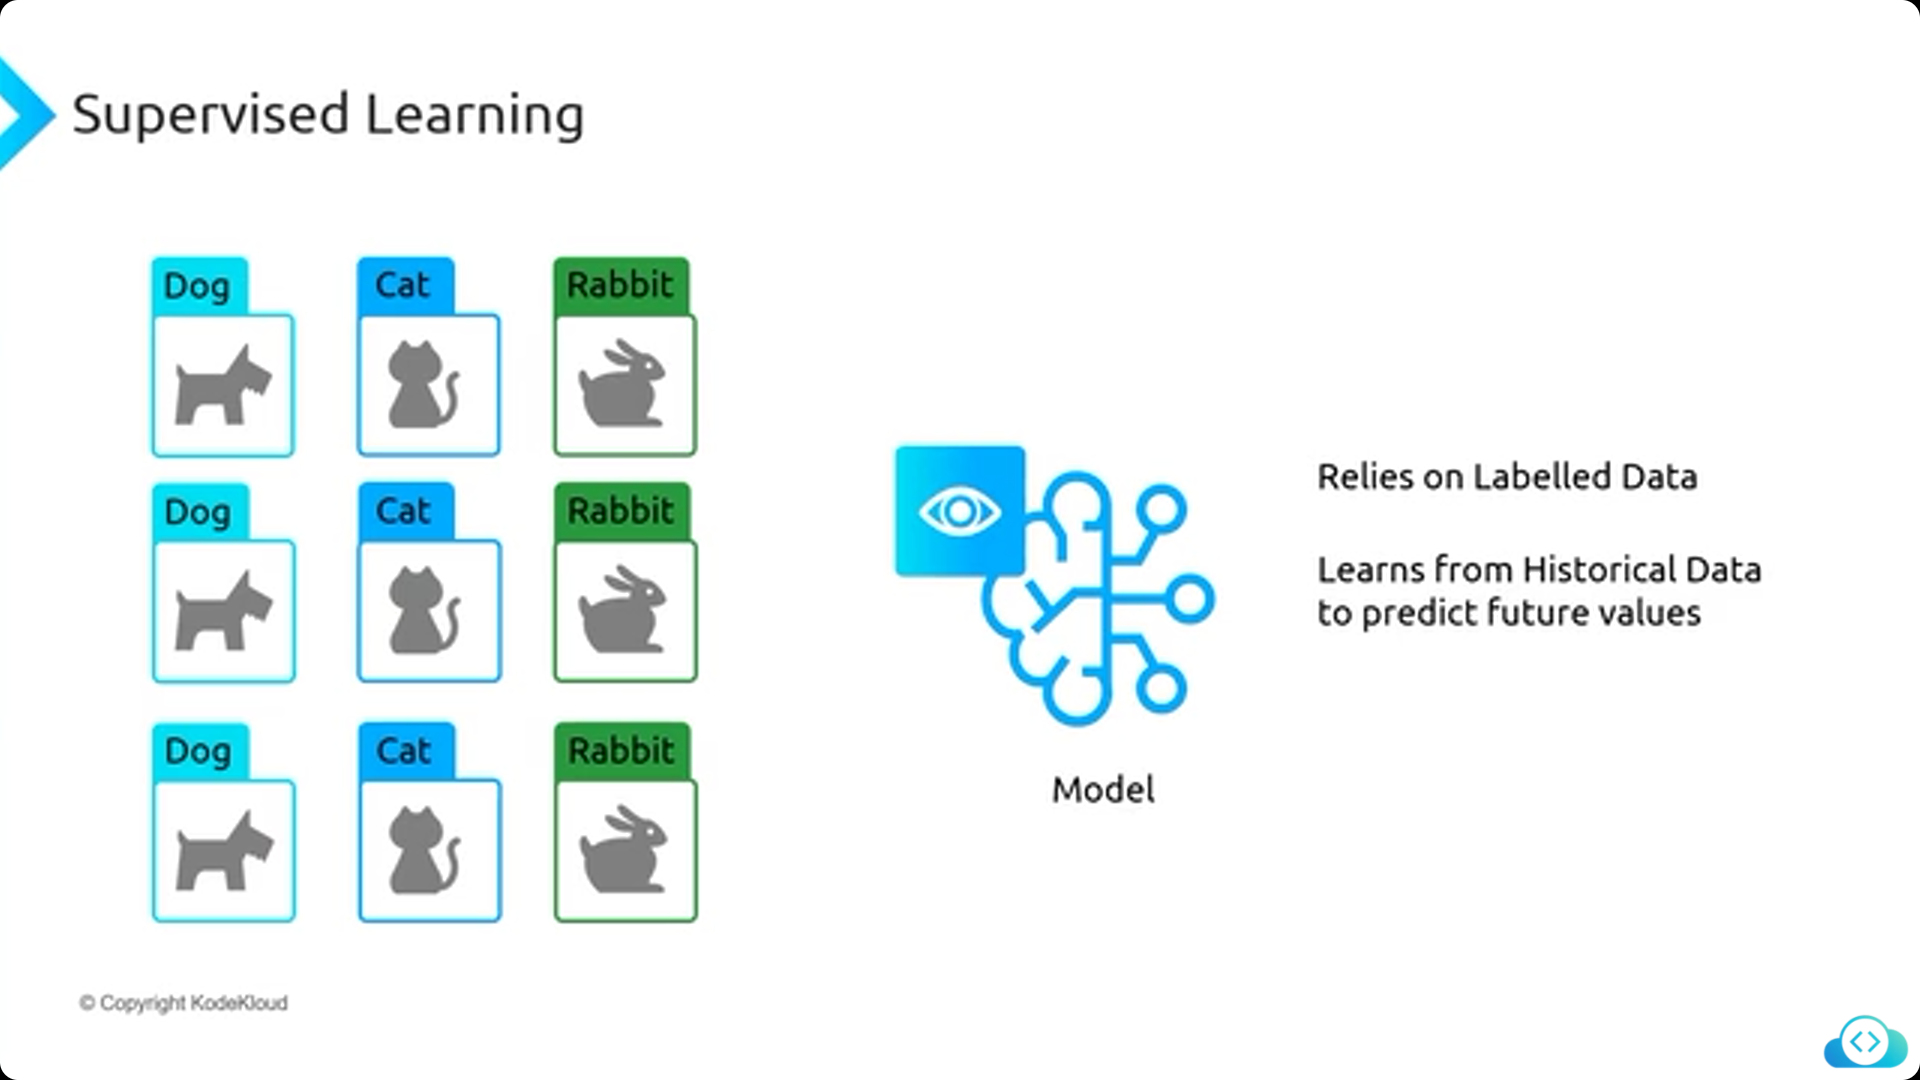 Supervised Learning
Dog
Cat
Rabbit
Dog
Cat
Rabbit
Dog
Cat
Rabbit
Model
Relies on Labelled Data
Learns from Historical Data
to predict future values
© Copyright KodeKloud